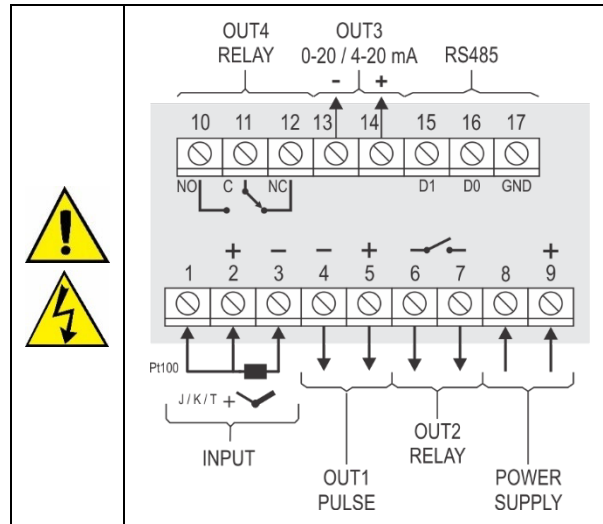 OUT4 OUT3
RELAY 0-20 / 4-20 mA RS485
- +
10 11 12 13 14 15 16 17
NO C NC D1 D0 GND
+ − − + +
1 2 3 4 5 6 7 8 9
Pt100
J / K / T +
INPUT
OUT1
PULSE
OUT2
RELAY
POWER
SUPPLY